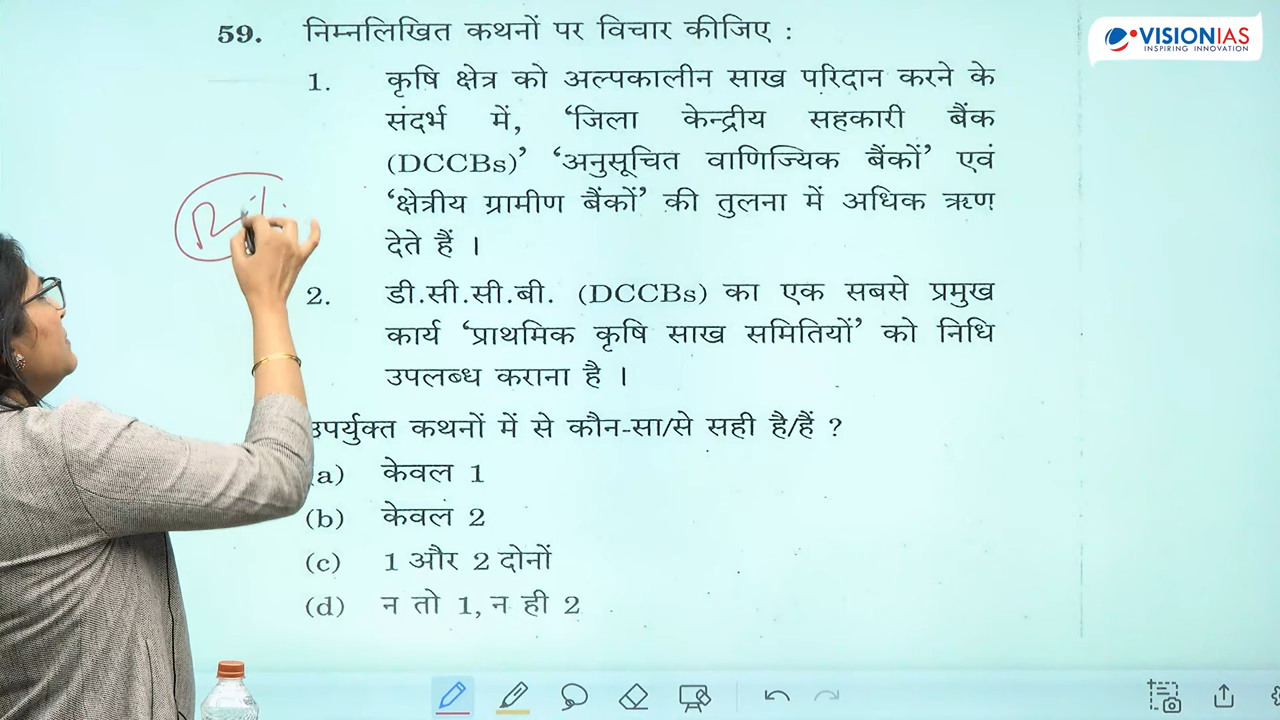 VISIONIAS
INSPIRING INNOVATION
59. निम्नलिखित कथनों पर विचार कीजिए :
1. कृषि क्षेत्र को अल्पकालीन साख परिदान करने के
संदर्भ में, ‘जिला केन्द्रीय सहकारी बैंक
(DCCBs)’ ‘अनुसूचित वाणिज्यिक बैंकों’ एवं
‘क्षेत्रीय ग्रामीण बैंकों’ की तुलना में अधिक ऋण
देते हैं ।
2. डी.सी.सी.बी. (DCCBs) का एक सबसे प्रमुख
कार्य ‘प्राथमिक कृषि साख समितियों’ को निधि
उपलब्ध कराना है ।
उपर्युक्त कथनों में से कौन-सा/से सही है/हैं ?
(a) केवल 1
(b) केवल 2
(c) 1 और 2 दोनों
(d) न तो 1, न ही 2